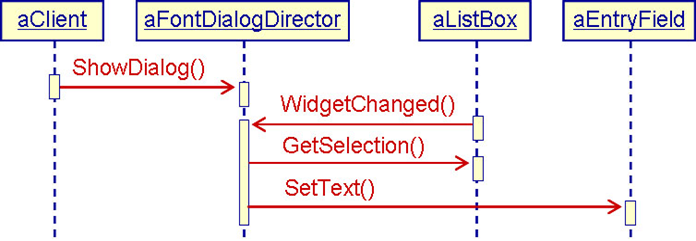 aClient
aFontDialogDirector
aListBox
aEntryField
ShowDialog()
WidgetChanged()
GetSelection()
SetText()